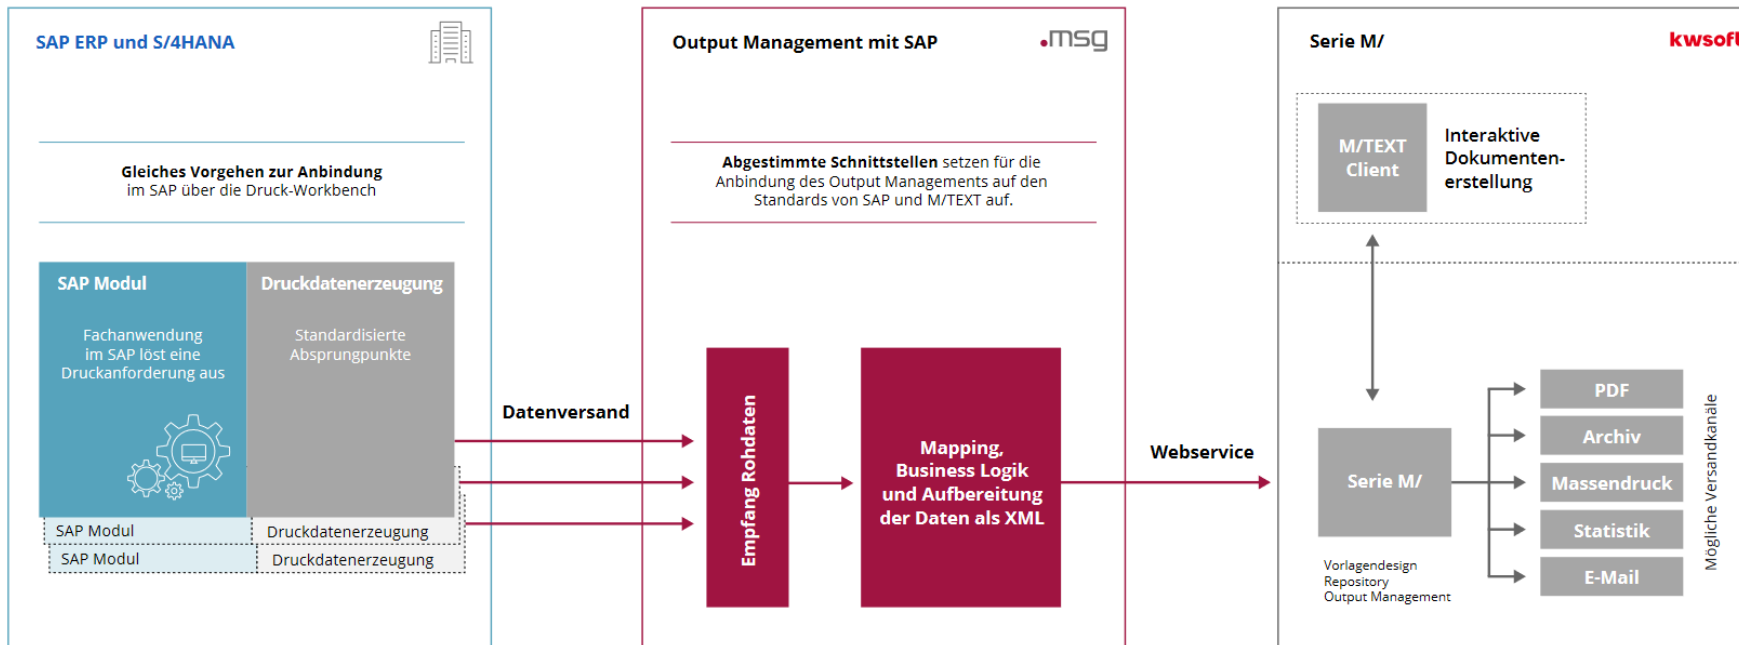 SAP ERP und S/4HANA
Gleiches Vorgehen zur Anbindung
im SAP über die Druck-Workbench
SAP Modul
Fachanwendung
im SAP löst eine
Druckanforderung aus
Druckdatenerzeugung
Standardisierte
Absprungpunkte
SAP Modul
Druckdatenerzeugung
SAP Modul
Druckdatenerzeugung
Datenversand
Output Management mit SAP
.msg
Abgestimmte Schnittstellen setzen für die
Anbindung des Output Managements auf den
Standards von SAP und M/TEXT auf.
Empfang Rohdaten
Mapping,
Business Logik
und Aufbereitung
der Daten als XML
Webservice
Serie M/
kwsoft
M/TEXT
Client
Interaktive
Dokumenten-
erstellung
Serie M/
Vorlagendesign
Repository
Output Management
PDF
Archiv
Massendruck
Statistik
E-Mail
Mögliche Versandkanäle